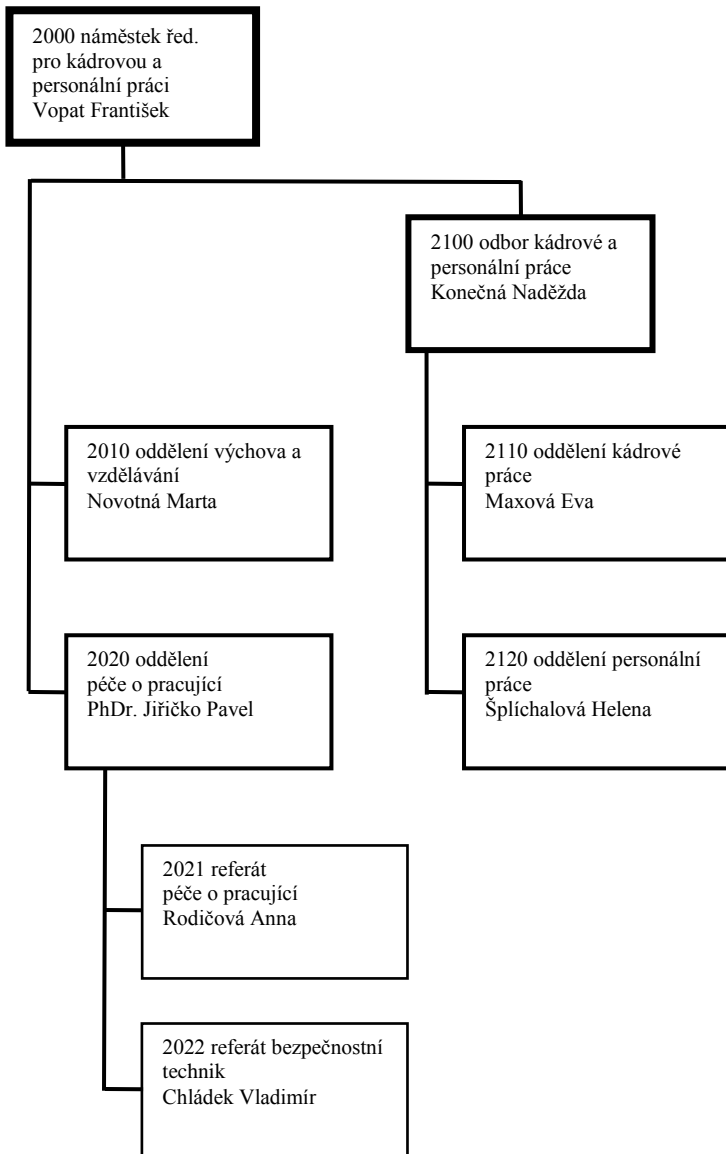 2000 náměstek řed.
pro kádrovou a
personální práci
Vopat František
2100 odbor kádrové a
personální práce
Konečná Naděžda
2010 oddělení výchova a
vzdělávání
Novotná Marta
2110 oddělení kádrové
práce
Maxová Eva
2020 oddělení
péče o pracující
PhDr. Jiřičko Pavel
2120 oddělení personální
práce
Šplíchalová Helena
2021 referát
péče o pracující
Rodičová Anna
2022 referát bezpečnostní
technik
Chládek Vladimír